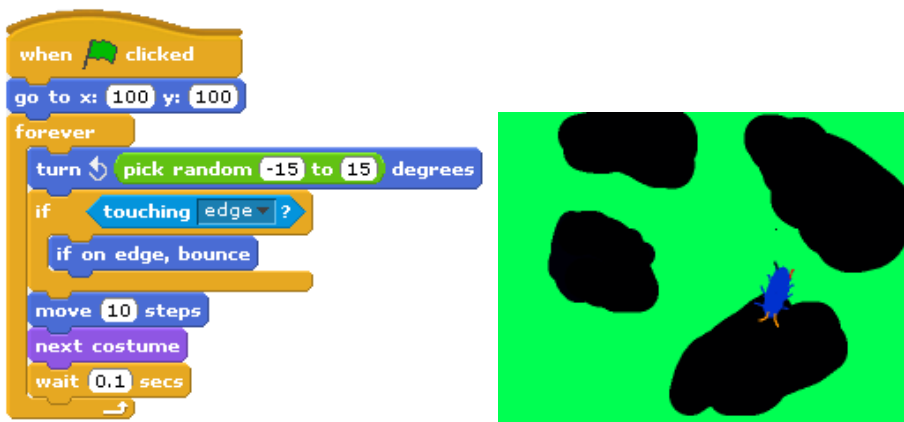 when clicked
go to x: 100 y: 100
forever
turn pick random -15 to 15 degrees
if touching edge ?
if on edge, bounce
move 10 steps
next costume
wait 0.1 secs